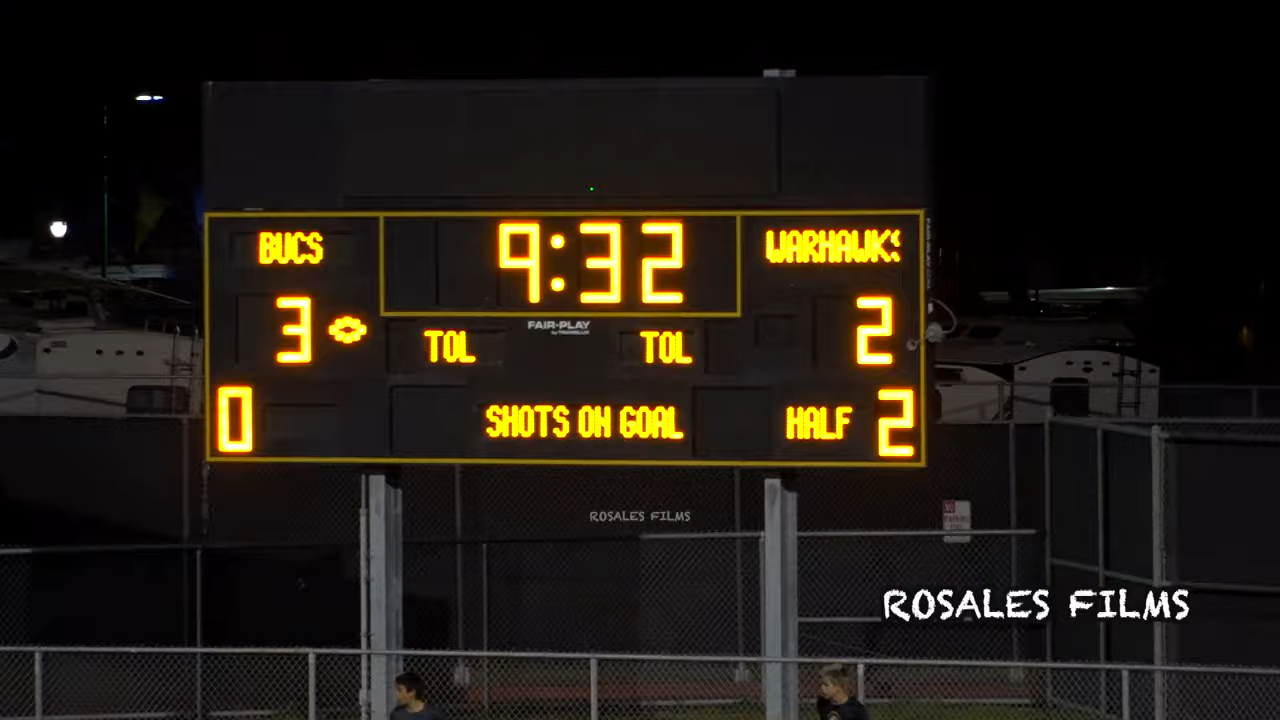 BUCS 9:32 WARHAWKS
3 2
FAIR-PLAY
TOL TOL
0 SHOTS ON GOAL HALF 2
ROSALES FILMS
ROSALES FILMS